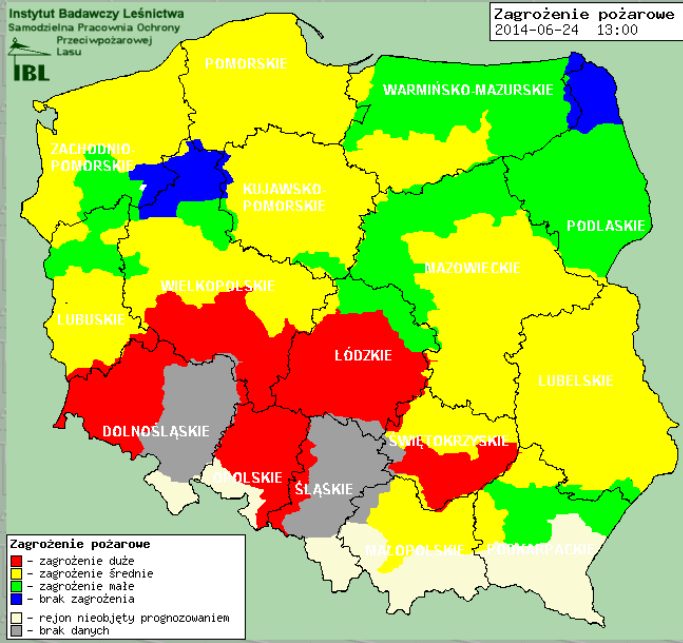 Instytut Badawczy Leśnictwa
Samodzielna Pracownia Ochrony
Przeciwpożarowej
Lasu
IBL
Zagrożenie pożarowe
2014-06-24 13:00
POMORSKIE
WARMIŃSKO-MAZURSKIE
ZACHODNIO-
POMORSKIE
KUJAWSKO-
POMORSKIE
PODLASKIE
MAZOWIECKIE
WIELKOPOLSKIE
LUBUSKIE
ŁÓDZKIE
LUBELSKIE
DOLNOŚLĄSKIE
ŚWIĘTOKRZYSKIE
OPOLSKIE
ŚLĄSKIE
MAŁOPOLSKIE
PODKARPACKIE
Zagrożenie pożarowe
- zagrożenie duże
- zagrożenie średnie
- zagrożenie małe
- brak zagrożenia
- rejon nieobjęty prognozowaniem
- brak danych